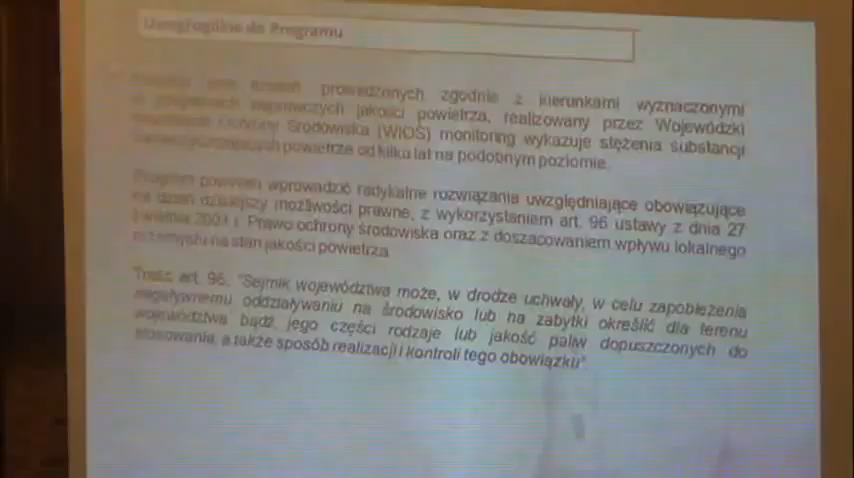 Uwagi ogólne do Programu
prowadzonych zgodnie z kierunkami wyznaczonymi
w programach naprawczych jakości powietrza, realizowany przez Wojewódzki
Ochrony Środowiska (WIOŚ) monitoring wykazuje stężenia substancji
zanieczyszczających powietrze od kilku lat na podobnym poziomie.
Program powinien wprowadzić radykalne rozwiązania uwzględniające obowiązujące
na dzień dzisiejszy możliwości prawne, z wykorzystaniem art. 96 ustawy z dnia 27
kwietnia 2001 r. Prawo ochrony środowiska oraz z doszacowaniem wpływu lokalnego
przemysłu na stan jakości powietrza.
Treść art. 96. "Sejmik województwa może, w drodze uchwały, w celu zapobieżenia
negatywnemu oddziaływaniu na środowisko lub na zabytki określić dla terenu
województwa bądź jego części rodzaje lub jakość paliw dopuszczonych do
stosowania, a także sposób realizacji i kontroli tego obowiązku".